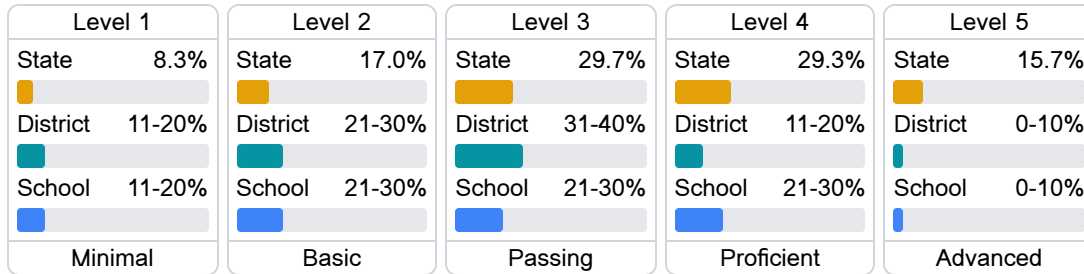 Level 1
State 8.3%
District 11-20%
School 11-20%
Minimal
Level 2
State 17.0%
District 21-30%
School 21-30%
Basic
Level 3
State 29.7%
District 31-40%
School 21-30%
Passing
Level 4
State 29.3%
District 11-20%
School 21-30%
Proficient
Level 5
State 15.7%
District 0-10%
School 0-10%
Advanced